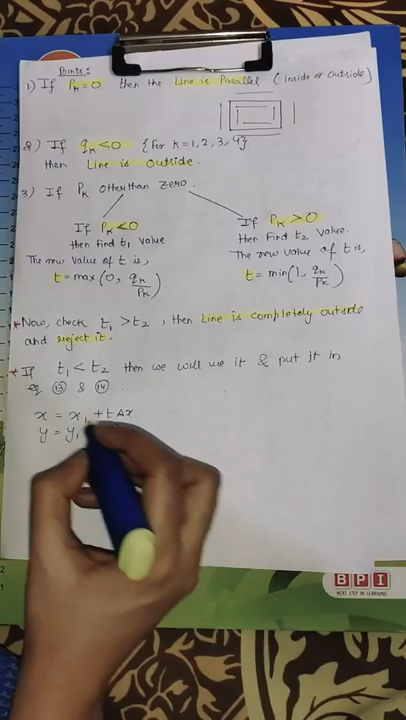 Points:
1) If Pk=0 then the Line is Parallel (Inside or Outside)
2) If qk<0 {For k=1,2,3,4}
then Line is outside.
3) If Pk other than zero.
If Pk<0
then find t1 value
The new value of t is,
t=max(0, qk/Pk)
If Pk>0
then Find t2 value.
The new value of t is,
t=min(1, qk/Pk)
* Now, check t1>t2, then Line is completely outside
and reject it.
* If t1<t2 then we will use it & put it in
eq (13) & (14).
x = x1 + tΔx
y = y1
BPI
NEXT STEP IN LEARNING